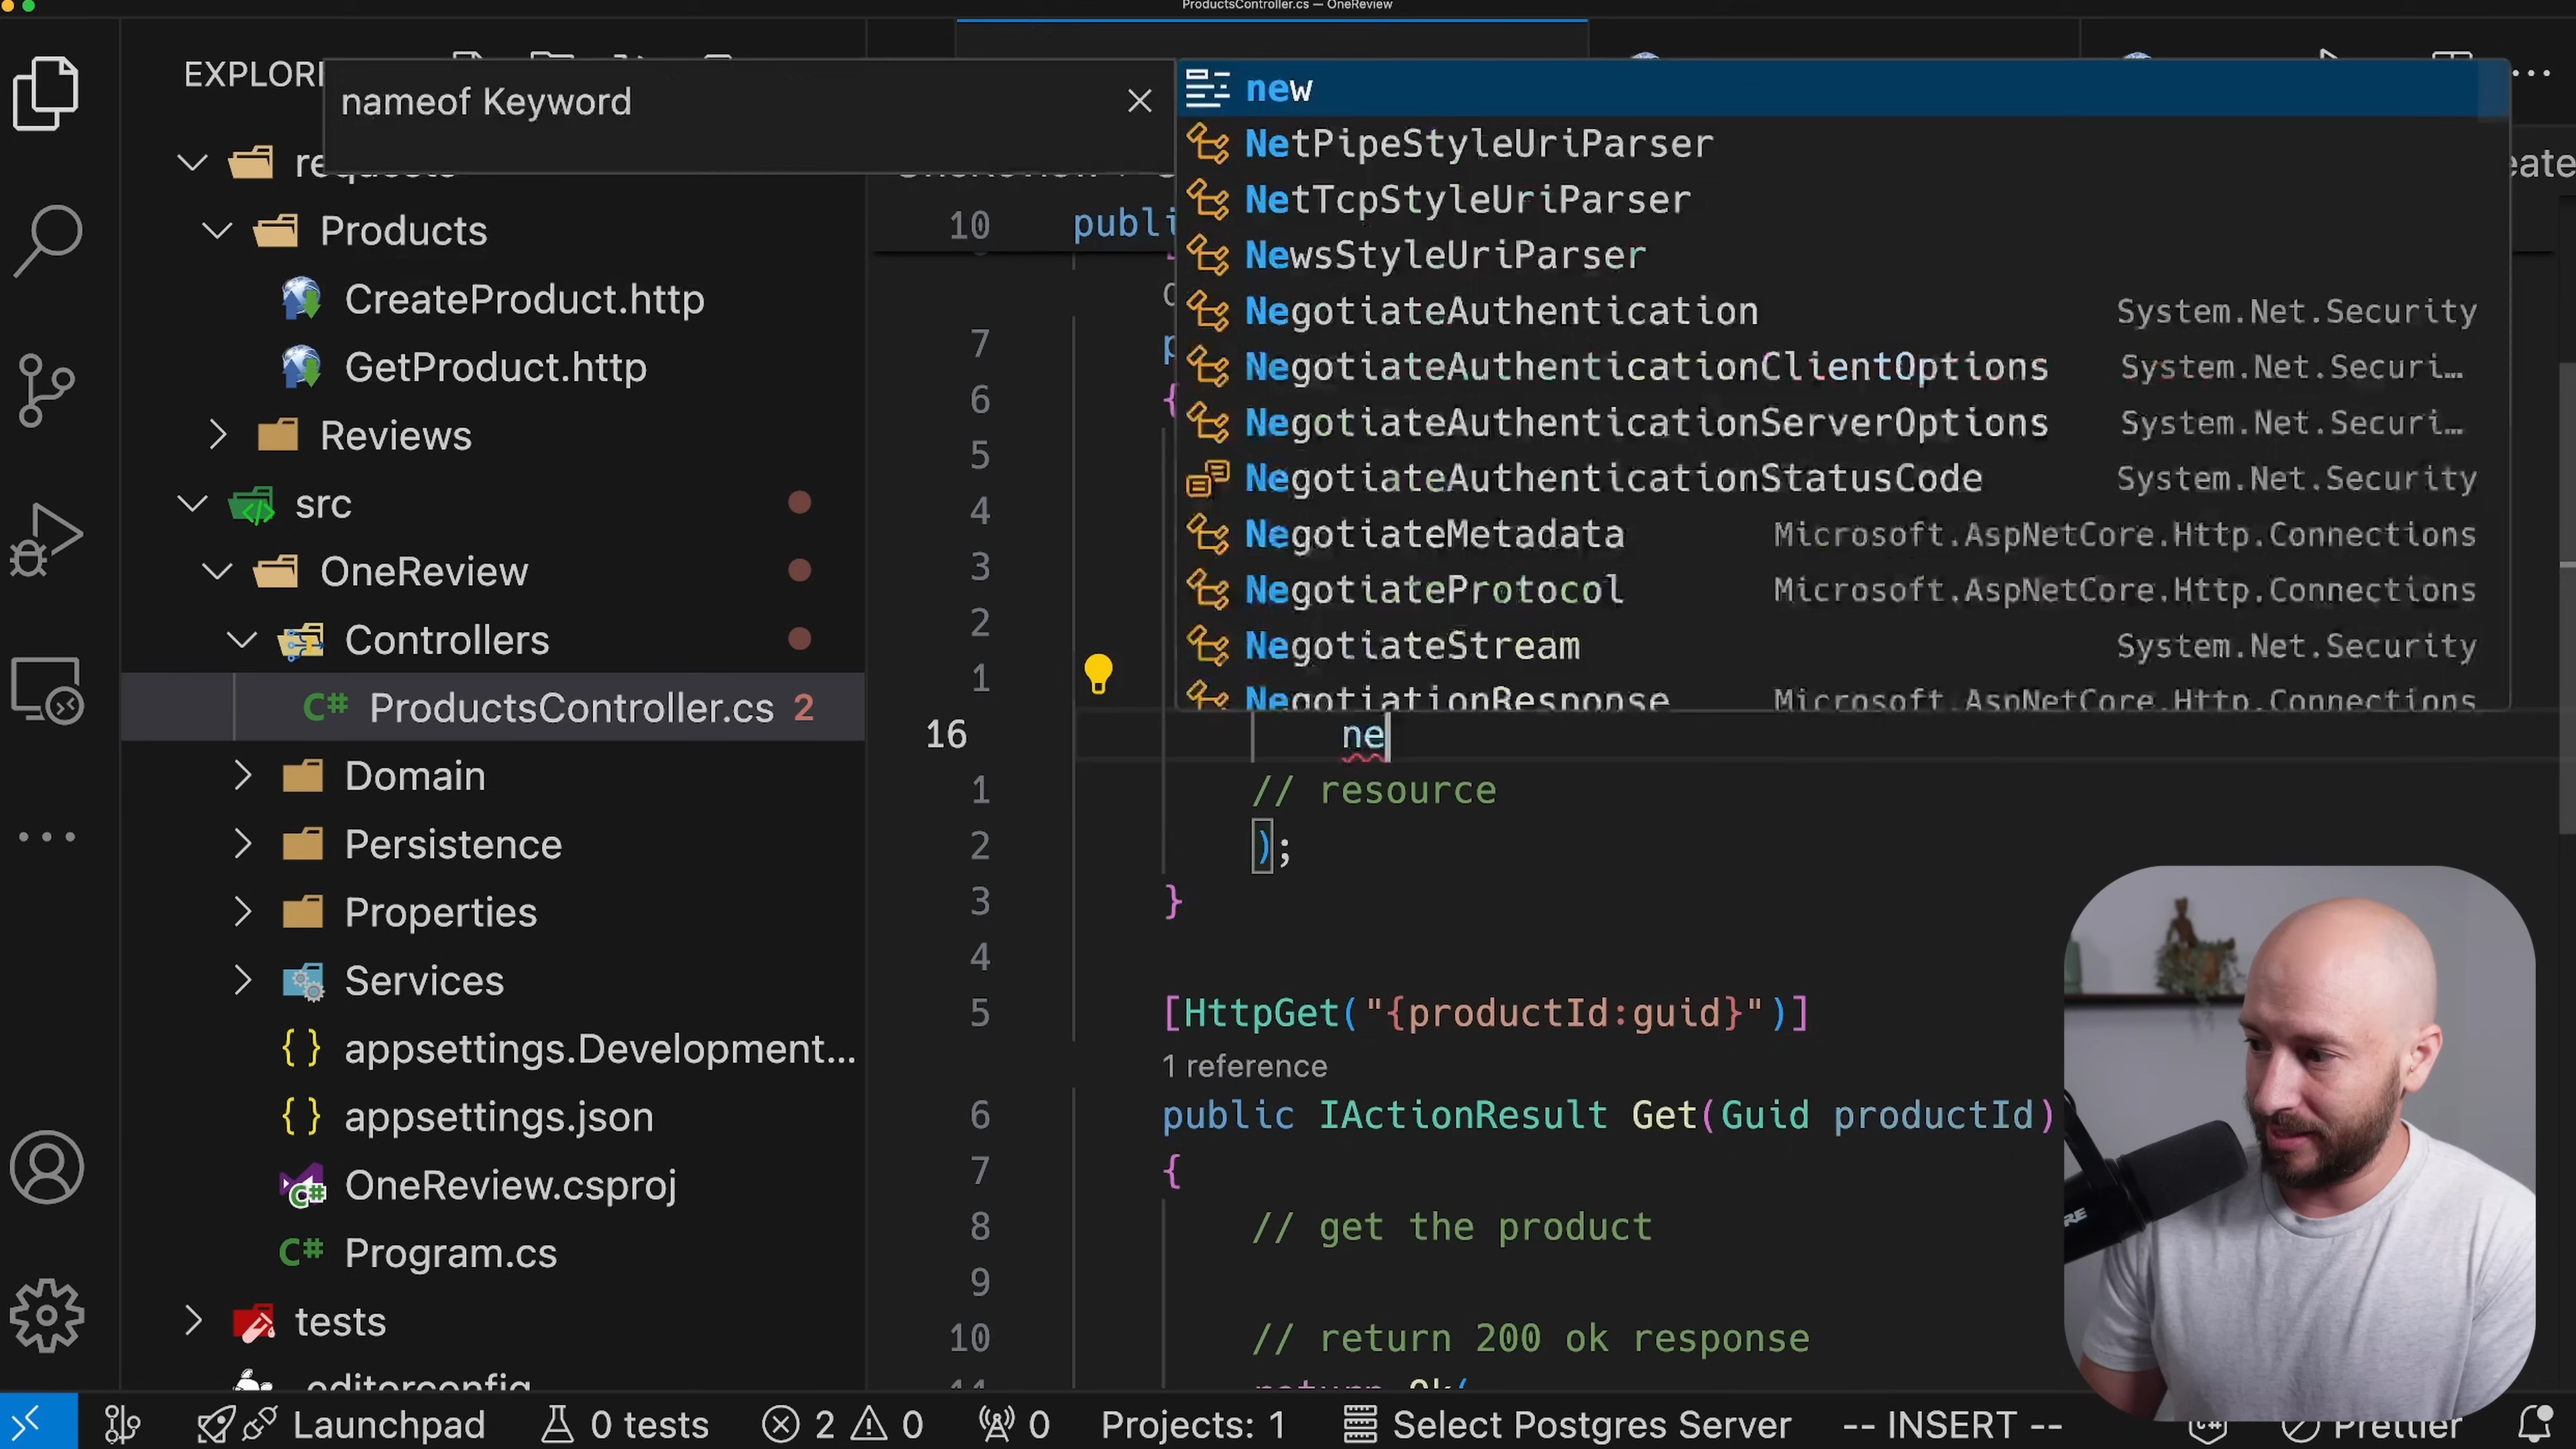 ProductsController.cs — OneReview
EXPLOR
nameof Keyword
requests
Products
CreateProduct.http
GetProduct.http
Reviews
src
OneReview
Controllers
ProductsController.cs 2
Domain
Persistence
Properties
Services
appsettings.Development...
appsettings.json
OneReview.csproj
Program.cs
tests
.editorconfig
new
NetPipeStyleUriParser
NetTcpStyleUriParser
NewsStyleUriParser
NegotiateAuthentication System.Net.Security
NegotiateAuthenticationClientOptions System.Net.Securi...
NegotiateAuthenticationServerOptions System.Net.Securi...
NegotiateAuthenticationStatusCode System.Net.Security
NegotiateMetadata Microsoft.AspNetCore.Http.Connections
NegotiateProtocol Microsoft.AspNetCore.Http.Connections
NegotiateStream System.Net.Security
NegotiationResponse Microsoft.AspNetCore.Http.Connections
10 publi
7 p
6 {
5
4
3
2
1
16 ne
1 // resource
2 );
3 }
4
5 [HttpGet("{productId:guid}")]
1 reference
6 public IActionResult Get(Guid productId)
7 {
8 // get the product
9
10 // return 200 ok response
11 return Ok(
Launchpad 0 tests 2 0 0 Projects: 1 Select Postgres Server -- INSERT -- Prettier